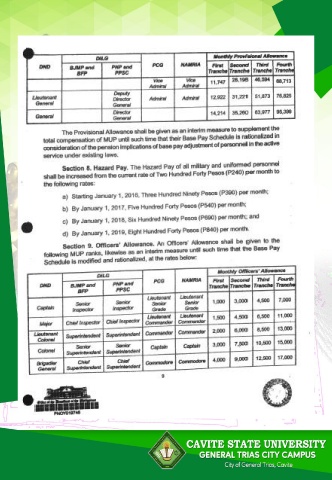 DILG Monthly Provisional Allowance
DND BJMP and BFP PNP and PPSC PCG NAMRIA First Tranche Second Tranche Third Tranche Fourth Tranche
Vice Admiral Vice Admiral 11,747 28,195 46,594 68,713
Lieutenant General Deputy Director General Admiral Admiral 12,922 31,221 51,873 76,825
General Director General 14,214 35,260 63,977 95,398
The Provisional Allowance shall be given as an interim measure to supplement the
total compensation of MUP until such time that their Base Pay Schedule is rationalized in
consideration of the pension implications of base pay adjustment of personnel in the active
service under existing laws.
Section 8. Hazard Pay. The Hazard Pay of all military and uniformed personnel
shall be increased from the current rate of Two Hundred Forty Pesos (P240) per month to
the following rates:
a) Starting January 1, 2016, Three Hundred Ninety Pesos (P390) per month;
b) By January 1, 2017, Five Hundred Forty Pesos (P540) per month;
c) By January 1, 2018, Six Hundred Ninety Pesos (P690) per month; and
d) By January 1, 2019, Eight Hundred Forty Pesos (P840) per month.
Section 9. Officers' Allowance. An Officers' Allowance shall be given to the
following MUP ranks, likewise as an interim measure until such time that the Base Pay
Schedule is modified and rationalized, at the rates below:
DILG Monthly Officers' Allowance
DND BJMP and BFP PNP and PPSC PCG NAMRIA First Tranche Second Tranche Third Tranche Fourth Tranche
Captain Senior Inspector Senior Inspector Lieutenant Senior Grade Lieutenant Senior Grade 1,000 3,000 4,500 7,000
Major Chief Inspector Chief Inspector Lieutenant Commander Lieutenant Commander 1,500 4,500 6,500 11,000
Lieutenant Colonel Superintendent Superintendent Commander Commander 2,000 6,000 8,500 13,000
Colonel Senior Superintendent Senior Superintendent Captain Captain 3,000 7,500 10,500 15,000
Brigadier General Chief Superintendent Chief Superintendent Commodore Commodore 4,000 9,000 12,500 17,000
CAVITE STATE UNIVERSITY
GENERAL TRIAS CITY CAMPUS
City of General Trias, Cavite